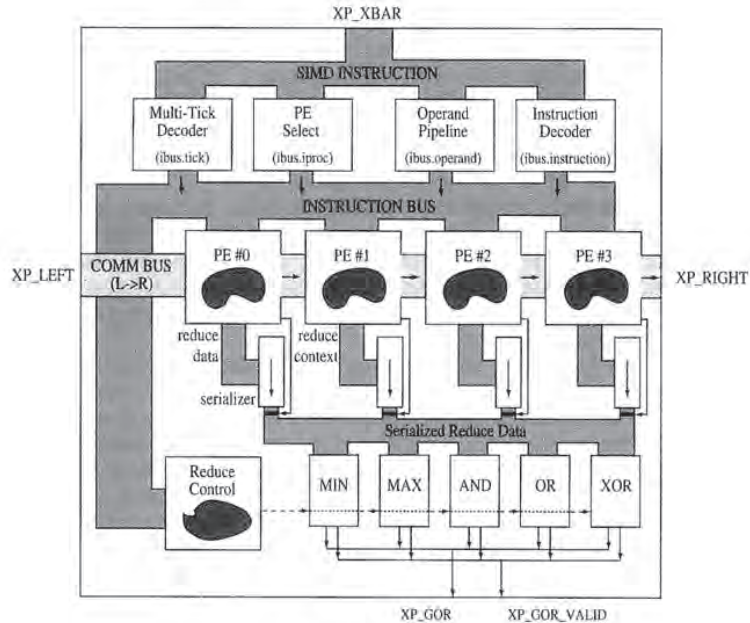 XP_XBAR
SIMD INSTRUCTION
Multi-Tick
Decoder
(ibus.tick)
PE
Select
(ibus.iproc)
Operand
Pipeline
(ibus.operand)
Instruction
Decoder
(ibus.instruction)
INSTRUCTION BUS
XP_LEFT
COMM BUS
(L->R)
PE #0
PE #1
PE #2
PE #3
XP_RIGHT
reduce
data
reduce
context
serializer
Serialized Reduce Data
Reduce
Control
MIN
MAX
AND
OR
XOR
XP_GOR
XP_GOR_VALID